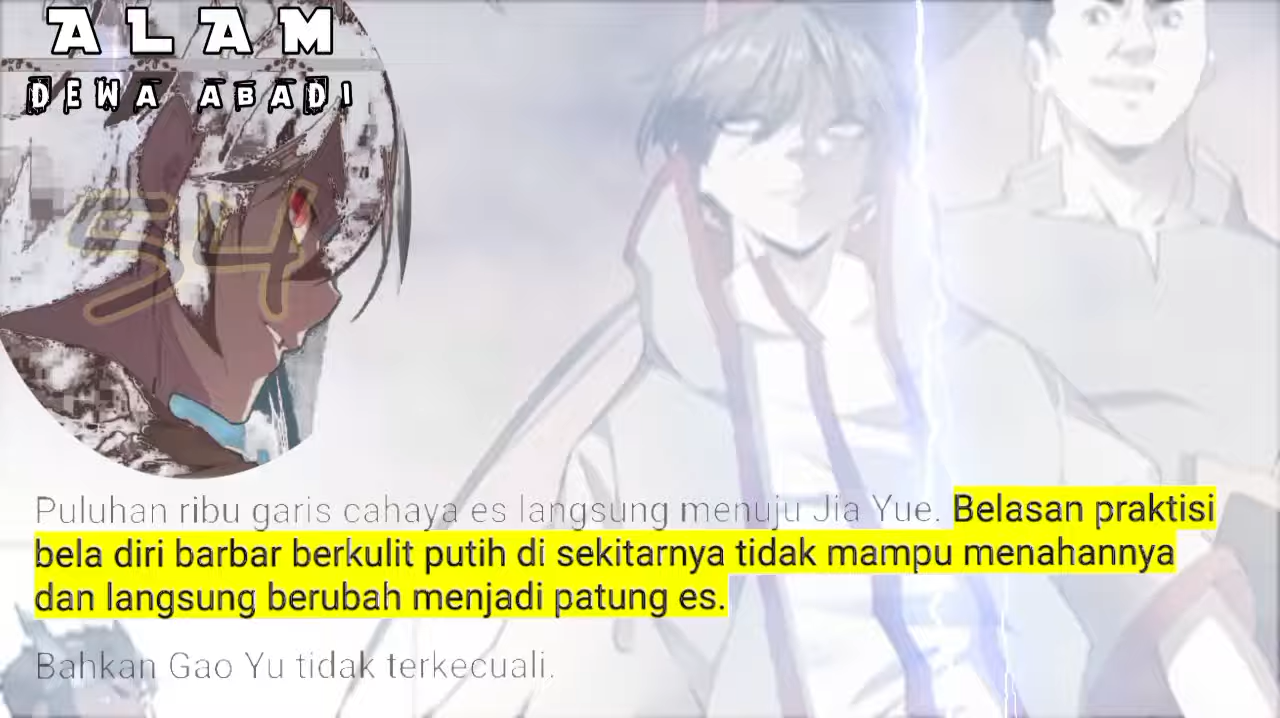 ALAM
DEWA ABADI
54
Puluhan ribu garis cahaya es langsung menuju Jia Yue. Belasan praktisi
bela diri barbar berkulit putih di sekitarnya tidak mampu menahannya
dan langsung berubah menjadi patung es.
Bahkan Gao Yu tidak terkecuali.